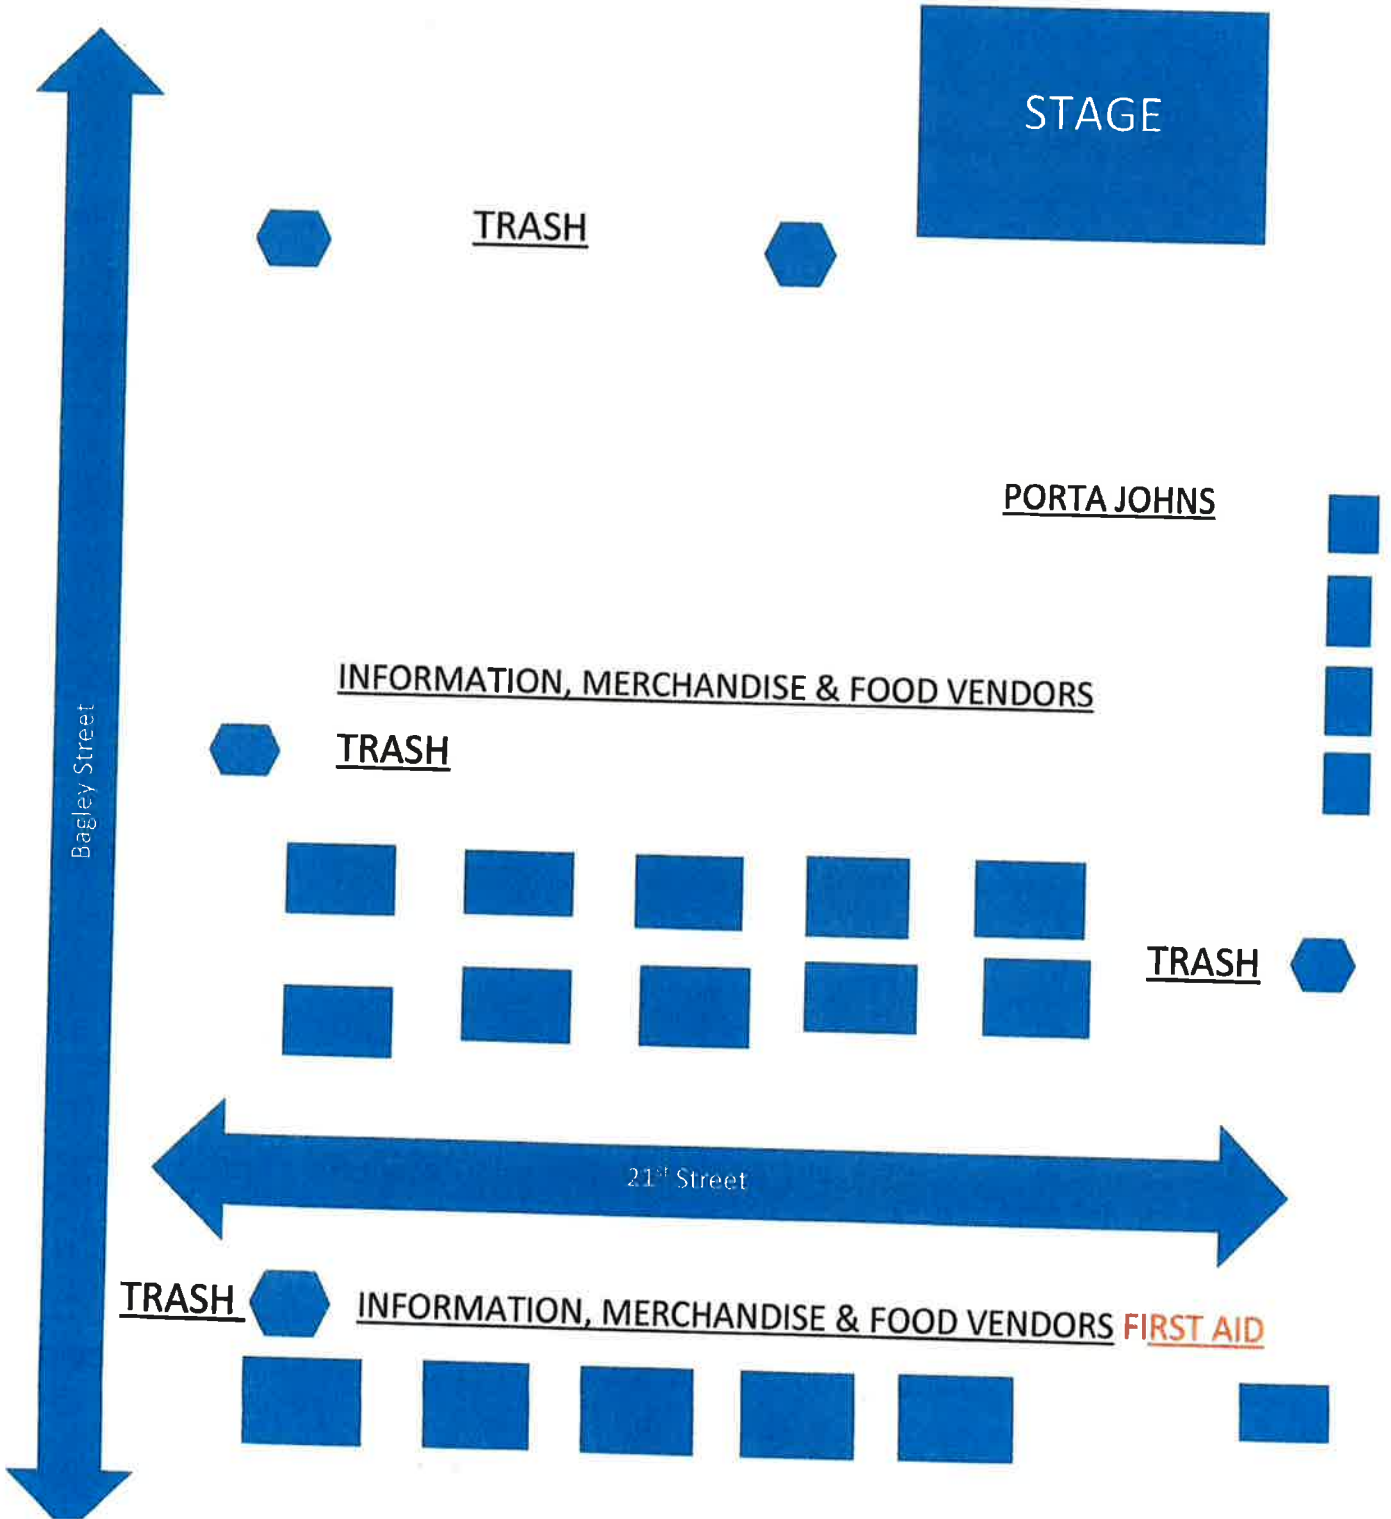 STAGE
TRASH
PORTA JOHNS
INFORMATION, MERCHANDISE & FOOD VENDORS
TRASH
Bagley Street
TRASH
21st Street
TRASH
INFORMATION, MERCHANDISE & FOOD VENDORS FIRST AID